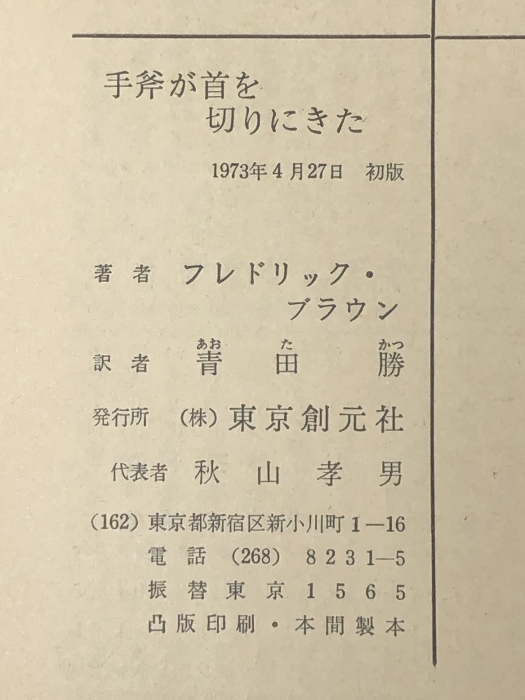 手斧が首を
切りにきた
1973年4月27日 初版
著者 フレドリック・
ブラウン
あお た かつ
訳者 青田勝
発行所 (株) 東京創元社
代表者 秋山孝男
(162) 東京都新宿区新小川町1—16
電話 (268) 8231—5
振替東京1565
凸版印刷・本間製本